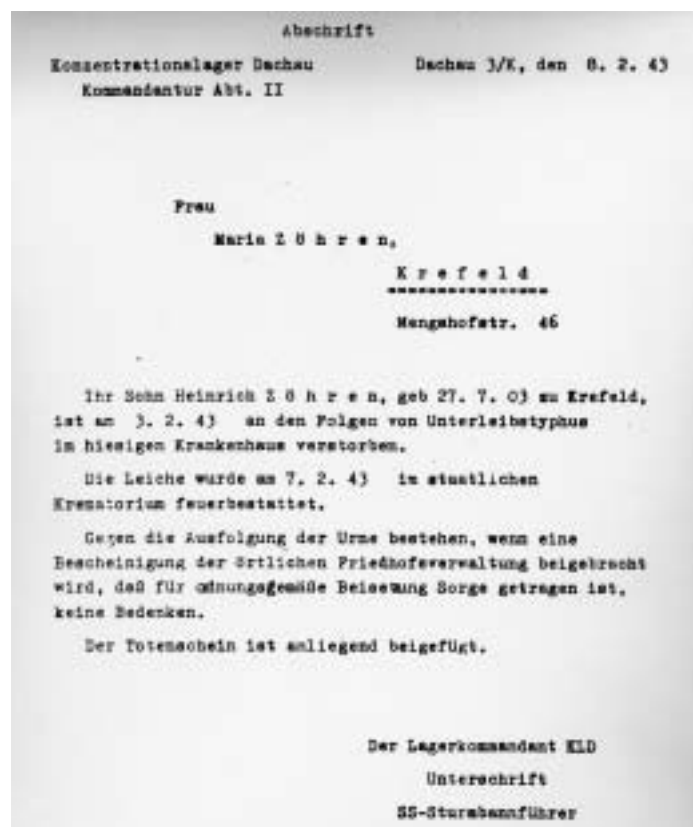 Abschrift
Konzentrationslager Dachau Dachau 3/K, den 8. 2. 43
Kommandantur Abt. II
Frau
Maria Z ö h r e n,
K r e f e l d
Mengshofstr. 46
Ihr Sohn Heinrich Z ö h r e n, geb 27. 7. 03 zu Krefeld,
ist am 3. 2. 43 an den Folgen von Unterleibstyphus
im hiesigen Krankenhaus verstorben.
Die Leiche wurde am 7. 2. 43 im staatlichen
Krematorium feuerbestattet.
Gegen die Ausfolgung der Urne bestehen, wenn eine
Bescheinigung der örtlichen Friedhofsverwaltung beigebracht
wird, daß für odnungsgemäße Beisetzung Sorge getragen ist,
keine Bedenken.
Der Totenschein ist anliegend beigefügt.
Der Lagerkommandant KLD
Unterschrift
SS-Sturmbannführer